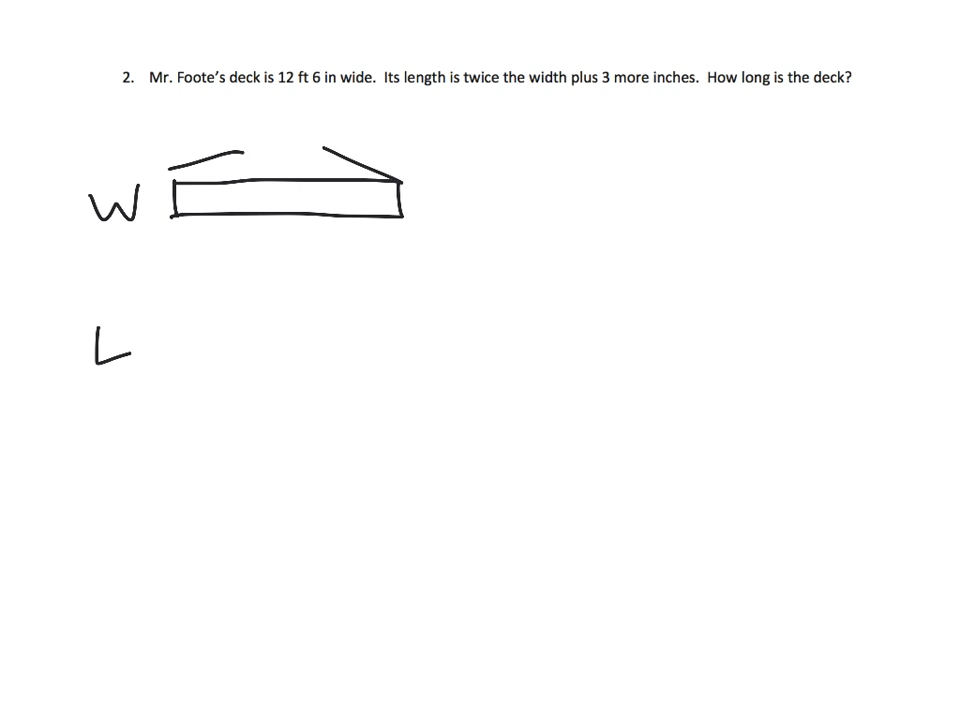 2. Mr. Foote's deck is 12 ft 6 in wide. Its length is twice the width plus 3 more inches. How long is the deck?
W
L